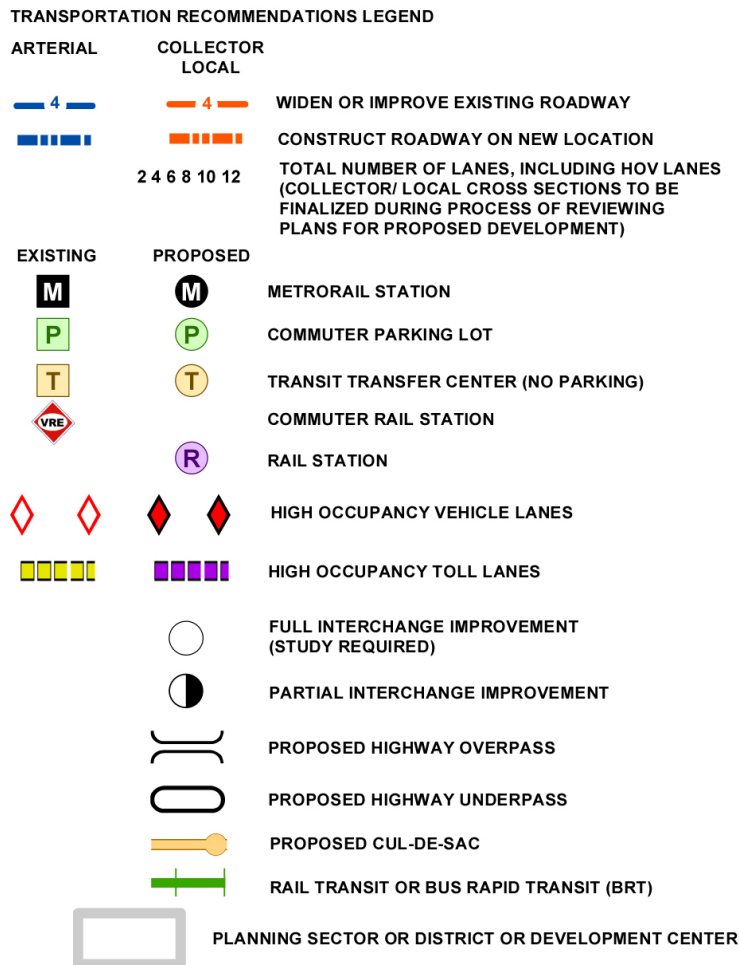 TRANSPORTATION RECOMMENDATIONS LEGEND
ARTERIAL COLLECTOR
LOCAL
4 4 WIDEN OR IMPROVE EXISTING ROADWAY
CONSTRUCT ROADWAY ON NEW LOCATION
2 4 6 8 10 12 TOTAL NUMBER OF LANES, INCLUDING HOV LANES
(COLLECTOR/ LOCAL CROSS SECTIONS TO BE
FINALIZED DURING PROCESS OF REVIEWING
PLANS FOR PROPOSED DEVELOPMENT)
EXISTING PROPOSED
M M METRORAIL STATION
P P COMMUTER PARKING LOT
T T TRANSIT TRANSFER CENTER (NO PARKING)
VRE COMMUTER RAIL STATION
R RAIL STATION
HIGH OCCUPANCY VEHICLE LANES
HIGH OCCUPANCY TOLL LANES
FULL INTERCHANGE IMPROVEMENT
(STUDY REQUIRED)
PARTIAL INTERCHANGE IMPROVEMENT
PROPOSED HIGHWAY OVERPASS
PROPOSED HIGHWAY UNDERPASS
PROPOSED CUL-DE-SAC
RAIL TRANSIT OR BUS RAPID TRANSIT (BRT)
PLANNING SECTOR OR DISTRICT OR DEVELOPMENT CENTER